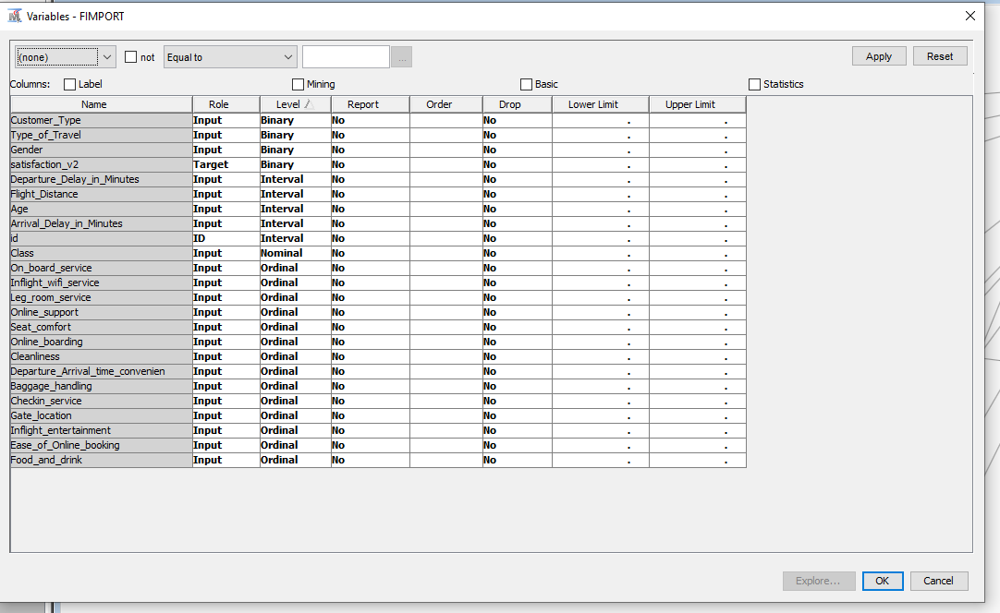 Variables - FIMPORT
(none) not Equal to ... Apply Reset
Columns: Label Mining Basic Statistics
Name Role Level Report Order Drop Lower Limit Upper Limit
Customer_Type Input Binary No No . .
Type_of_Travel Input Binary No No . .
Gender Input Binary No No . .
satisfaction_v2 Target Binary No No . .
Departure_Delay_in_Minutes Input Interval No No . .
Flight_Distance Input Interval No No . .
Age Input Interval No No . .
Arrival_Delay_in_Minutes Input Interval No No . .
id ID Interval No No . .
Class Input Nominal No No . .
On_board_service Input Ordinal No No . .
Inflight_wifi_service Input Ordinal No No . .
Leg_room_service Input Ordinal No No . .
Online_support Input Ordinal No No . .
Seat_comfort Input Ordinal No No . .
Online_boarding Input Ordinal No No . .
Cleanliness Input Ordinal No No . .
Departure_Arrival_time_convenien Input Ordinal No No . .
Baggage_handling Input Ordinal No No . .
Checkin_service Input Ordinal No No . .
Gate_location Input Ordinal No No . .
Inflight_entertainment Input Ordinal No No . .
Ease_of_Online_booking Input Ordinal No No . .
Food_and_drink Input Ordinal No No . .
Explore... OK Cancel